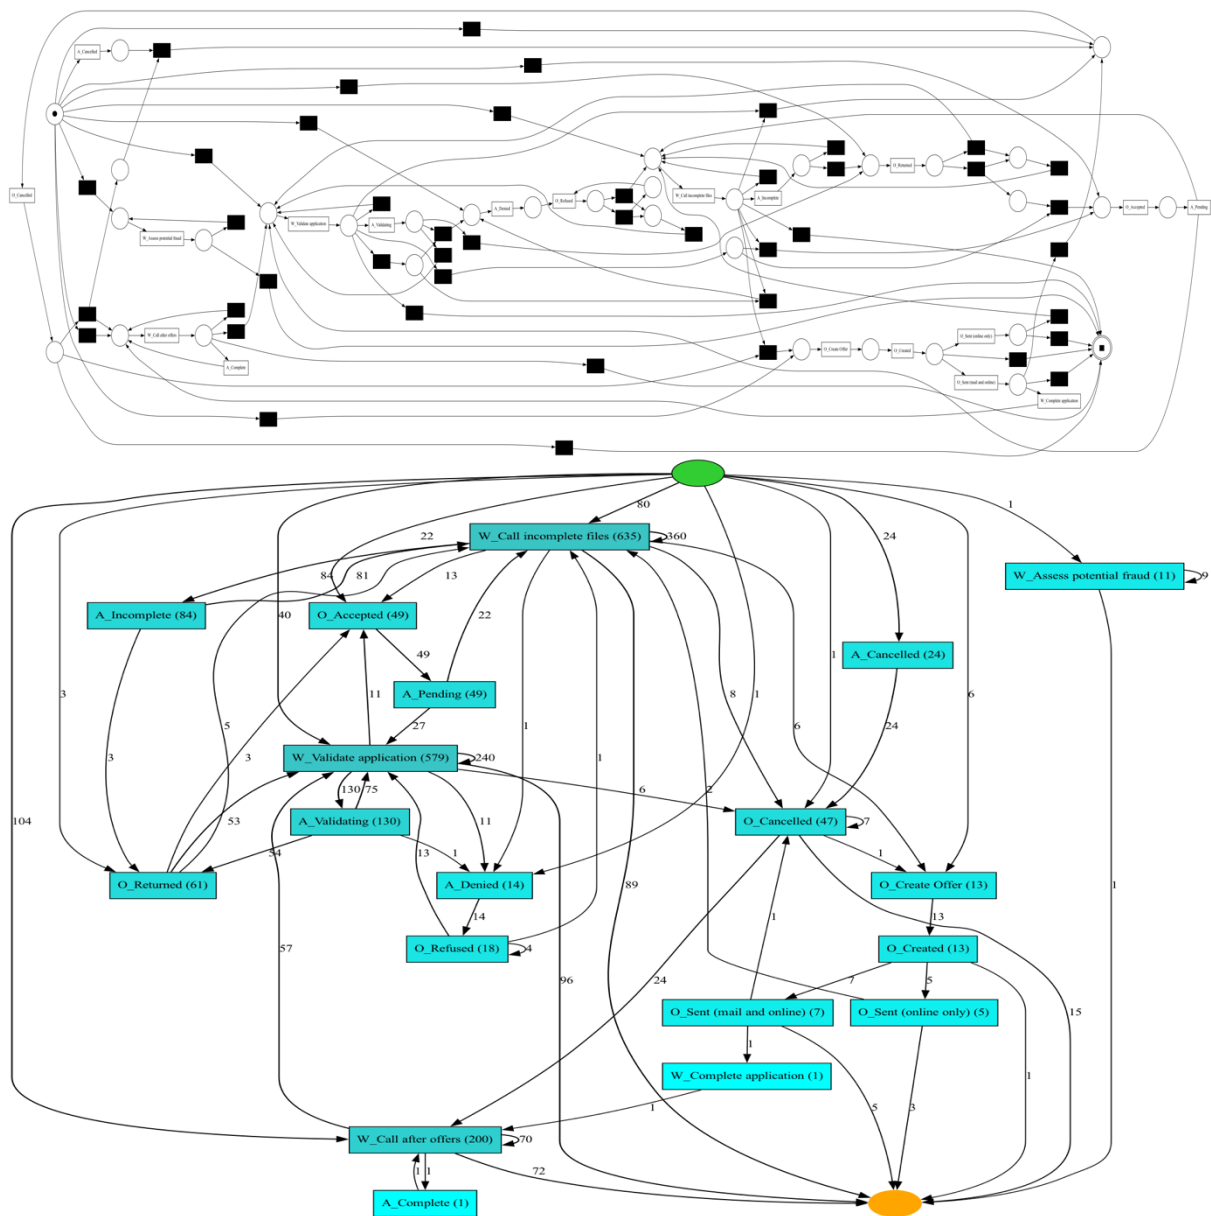 A_Cancelled
O_Cancelled
W_Assess potential fraud
W_Call after offers
A_Complete
W_Validate application
A_Validating
A_Denied
O_Refused
W_Call incomplete files
A_Incomplete
O_Returned
O_Accepted
A_Pending
O_Create Offer
O_Created
O_Sent (online only)
O_Sent (mail and online)
W_Complete application
80
1
22
24
W_Call incomplete files (635)
360
W_Assess potential fraud (11)
9
84
81
13
A_Incomplete (84)
O_Accepted (49)
40
22
A_Cancelled (24)
49
3
5
A_Pending (49)
1
6
11
27
8
6
24
3
3
1
1
1
2
W_Validate application (579)
240
130
75
6
53
11
104
A_Validating (130)
O_Cancelled (47)
7
54
13
1
1
O_Returned (61)
A_Denied (14)
O_Create Offer (13)
89
1
14
13
57
O_Refused (18)
4
1
O_Created (13)
96
24
7
5
O_Sent (mail and online) (7)
O_Sent (online only) (5)
15
1
W_Complete application (1)
1
1
5
3
W_Call after offers (200)
70
1
1
72
A_Complete (1)